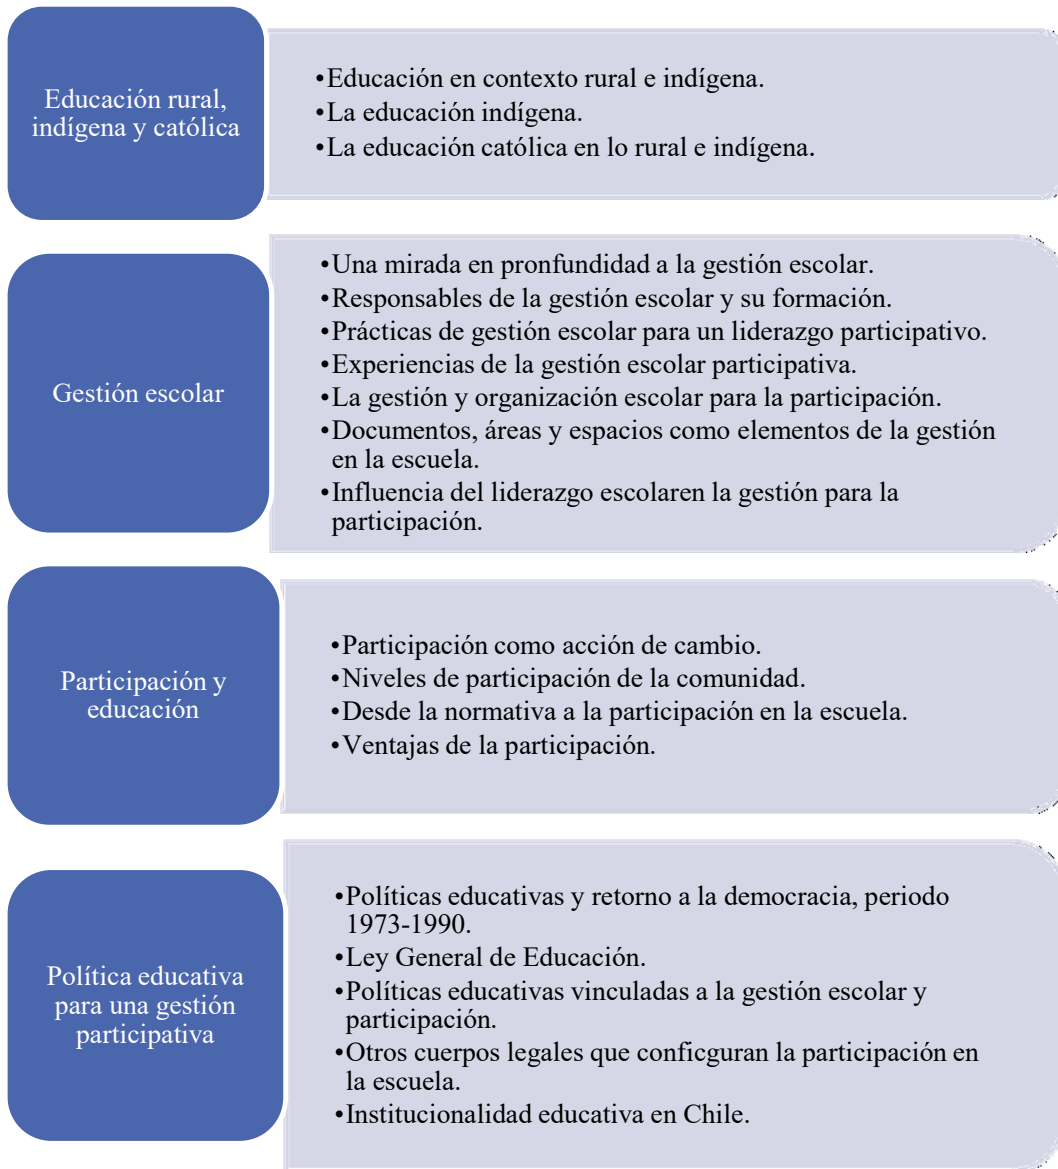 Educación rural,
indígena y católica
•Educación en contexto rural e indígena.
•La educación indígena.
•La educación católica en lo rural e indígena.
Gestión escolar
•Una mirada en pronfundidad a la gestión escolar.
•Responsables de la gestión escolar y su formación.
•Prácticas de gestión escolar para un liderazgo participativo.
•Experiencias de la gestión escolar participativa.
•La gestión y organización escolar para la participación.
•Documentos, áreas y espacios como elementos de la gestión
en la escuela.
•Influencia del liderazgo escolaren la gestión para la
participación.
Participación y
educación
•Participación como acción de cambio.
•Niveles de participación de la comunidad.
•Desde la normativa a la participación en la escuela.
•Ventajas de la participación.
Política educativa
para una gestión
participativa
•Políticas educativas y retorno a la democracia, periodo
1973-1990.
•Ley General de Educación.
•Políticas educativas vinculadas a la gestión escolar y
participación.
•Otros cuerpos legales que conficguran la participación en
la escuela.
•Institucionalidad educativa en Chile.